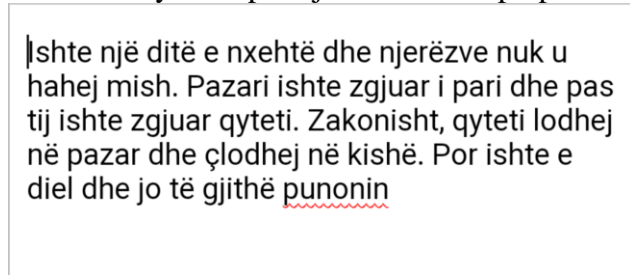 Ishte një ditë e nxehtë dhe njerëzve nuk u
hahej mish. Pazari ishte zgjuar i pari dhe pas
tij ishte zgjuar qyteti. Zakonisht, qyteti lodhej
në pazar dhe çlodhej në kishë. Por ishte e
diel dhe jo të gjithë punonin